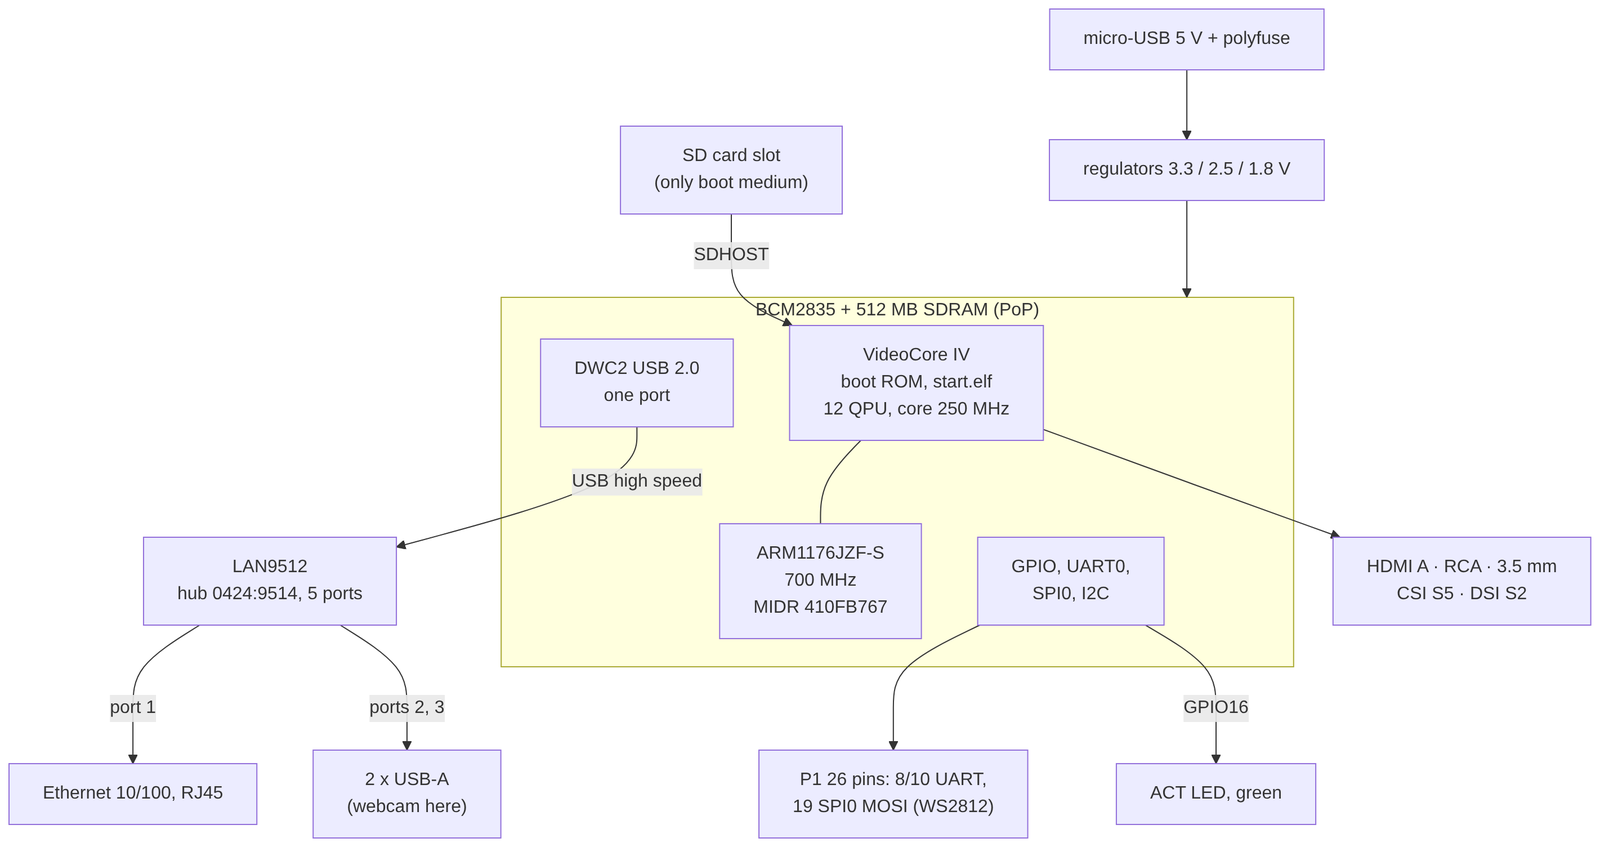 micro-USB 5 V + polyfuse
SD card slot
(only boot medium)
regulators 3.3 / 2.5 / 1.8 V
SDHOST
BCM2835 + 512 MB SDRAM (PoP)
DWC2 USB 2.0
one port
VideoCore IV
boot ROM, start.elf
12 QPU, core 250 MHz
USB high speed
LAN9512
hub 0424:9514, 5 ports
ARM1176JZF-S
700 MHz
MIDR 410FB767
GPIO, UART0,
SPI0, I2C
HDMI A · RCA · 3.5 mm
CSI S5 · DSI S2
port 1
ports 2, 3
GPIO16
Ethernet 10/100, RJ45
2 x USB-A
(webcam here)
P1 26 pins: 8/10 UART,
19 SPI0 MOSI (WS2812)
ACT LED, green